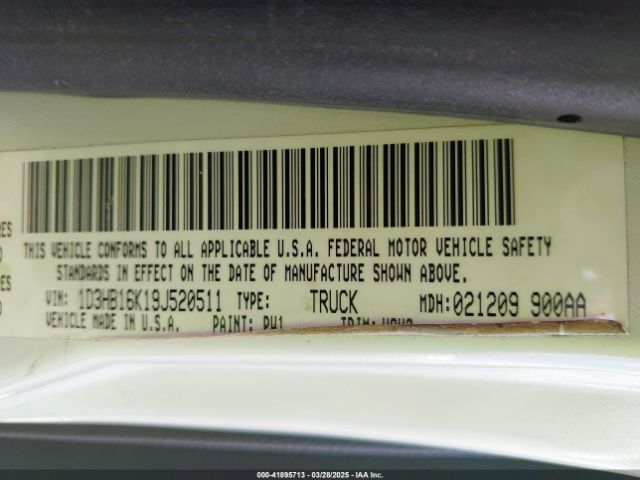 RES
THIS VEHICLE CONFORMS TO ALL APPLICABLE U.S.A. FEDERAL MOTOR VEHICLE SAFETY
STANDARDS IN EFFECT ON THE DATE OF MANUFACTURE SHOWN ABOVE.
VIN: 1D3HB16K19J520511 TYPE: TRUCK MDH:021209 900AA
VEHICLE MADE IN U.S.A. PAINT: PW1 TRIM:
000-41895713 - 03/28/2025 - IAA Inc.